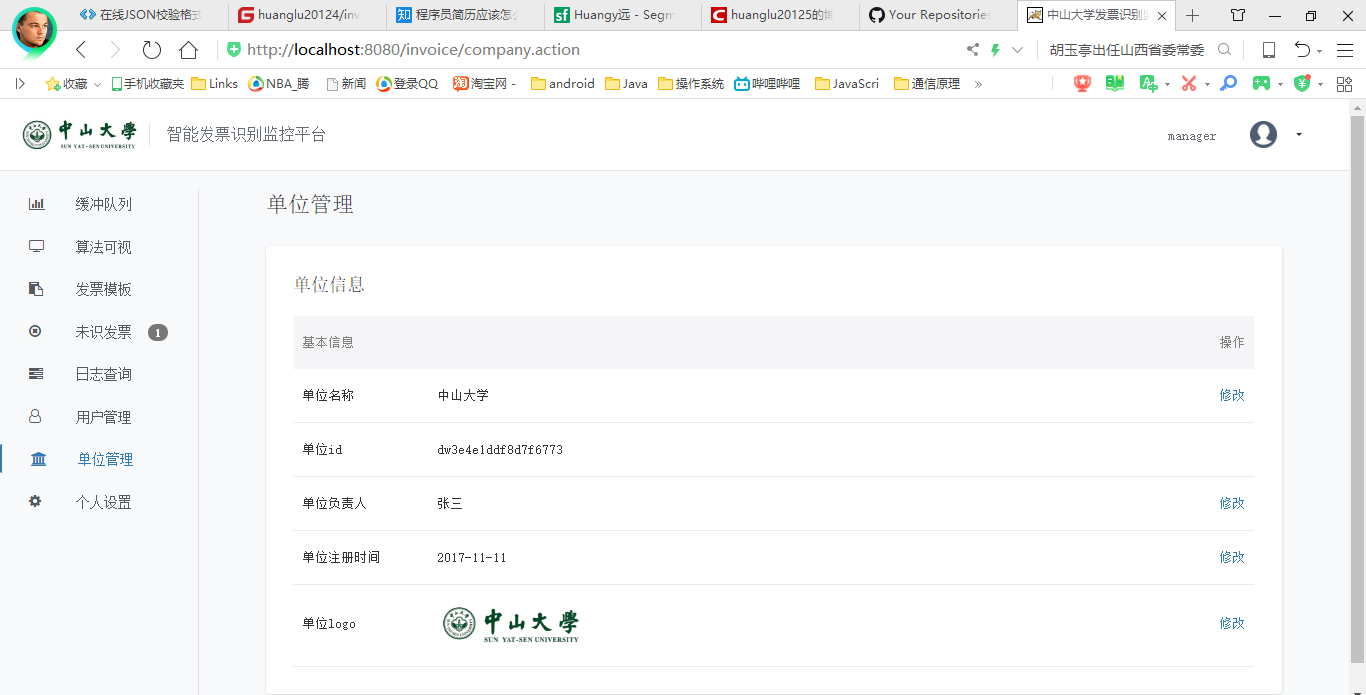 在线JSON校验格式
huanglu20124/inv
程序员简历应该怎么
Huangy远 - Segm
huanglu20125的博
Your Repositories
中山大学发票识别监
http://localhost:8080/invoice/company.action
胡玉亭出任山西省委常委
收藏
手机收藏夹
Links
NBA_腾
新闻
登录QQ
淘宝网 -
android
Java
操作系统
哔哩哔哩
JavaScri
通信原理
»
中山大學
SUN YAT-SEN UNIVERSITY
智能发票识别监控平台
manager
缓冲队列
算法可视
发票模板
未识发票 1
日志查询
用户管理
单位管理
个人设置
单位管理
单位信息
基本信息 操作
单位名称 中山大学 修改
单位id dw3e4e1ddf8d7f6773
单位负责人 张三 修改
单位注册时间 2017-11-11 修改
单位logo 中山大學 修改
SUN YAT-SEN UNIVERSITY